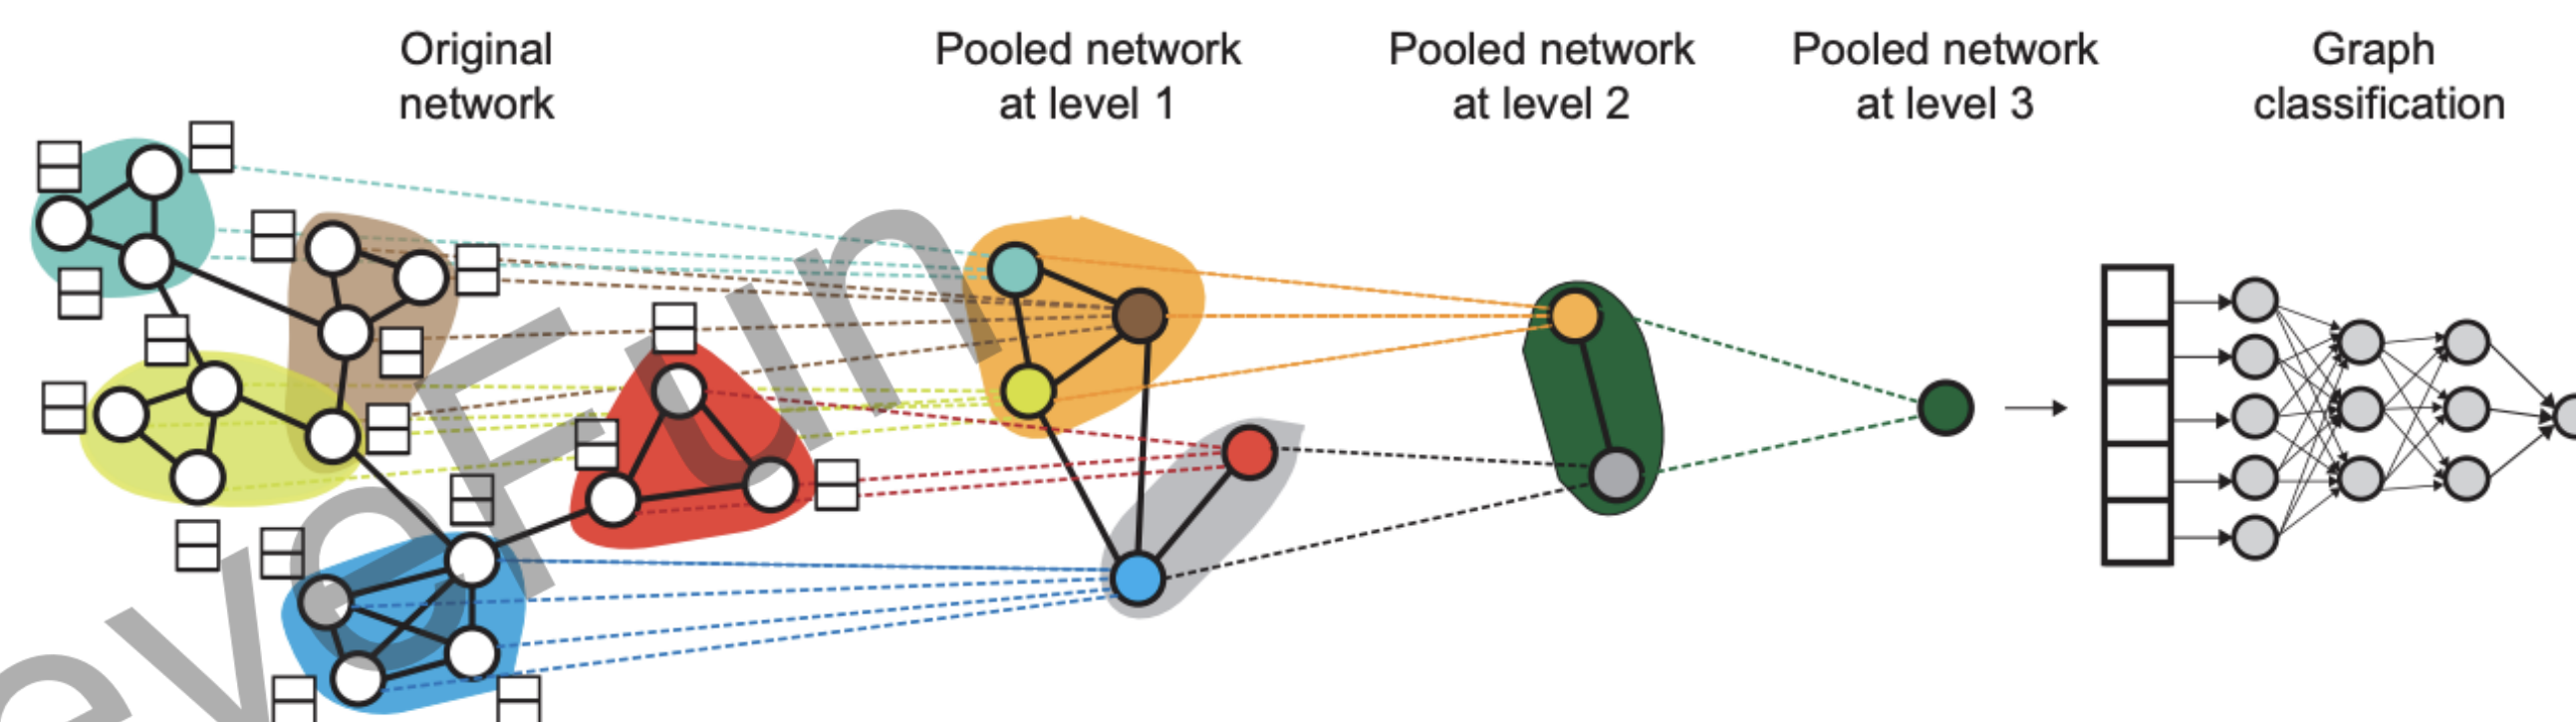 Original
network
Pooled network
at level 1
Pooled network
at level 2
Pooled network
at level 3
Graph
classification
evoFun